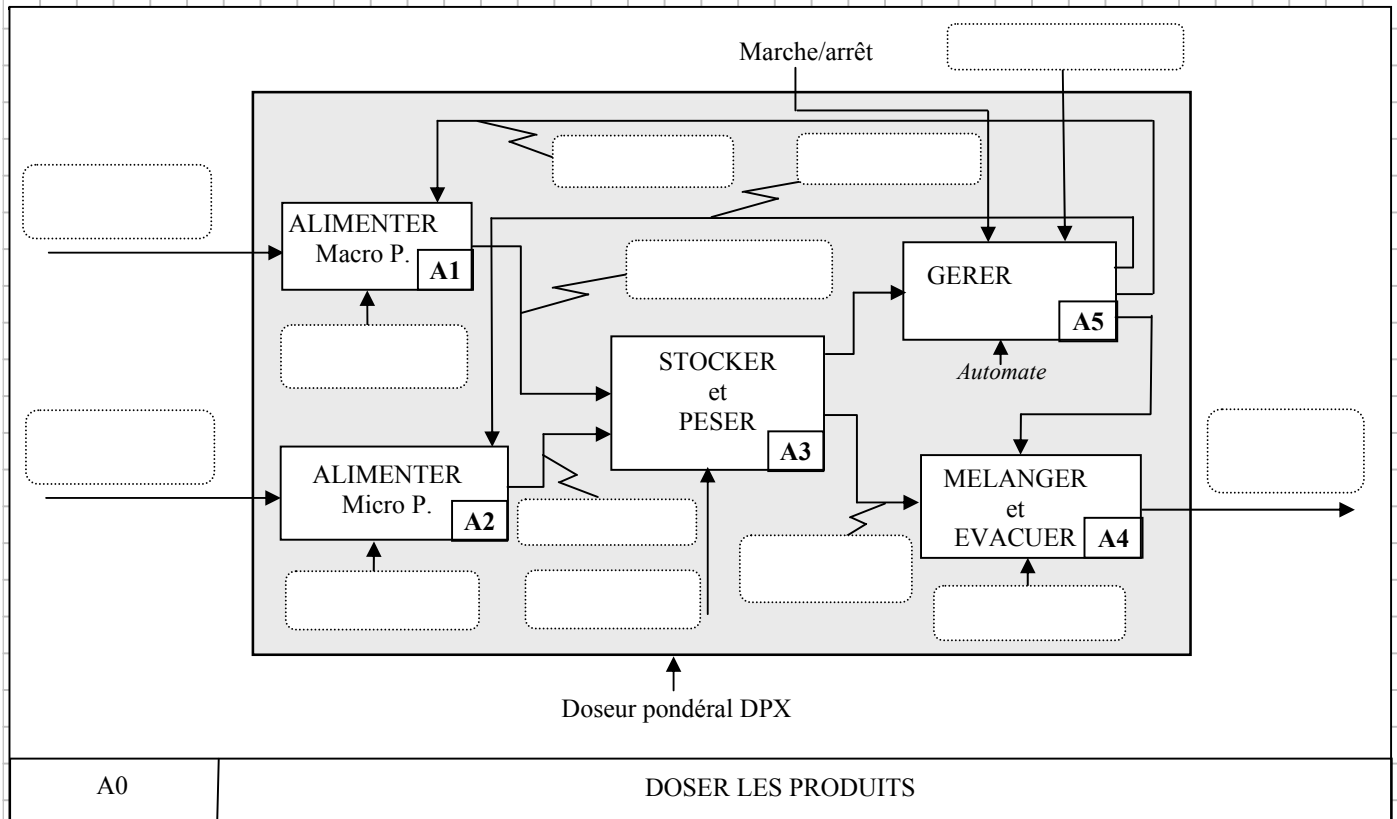 Marche/arrêt
ALIMENTER
Macro P.
A1
GERER
A5
Automate
STOCKER
et
PESER
A3
ALIMENTER
Micro P.
A2
MELANGER
et
EVACUER
A4
Doseur pondéral DPX
A0
DOSER LES PRODUITS